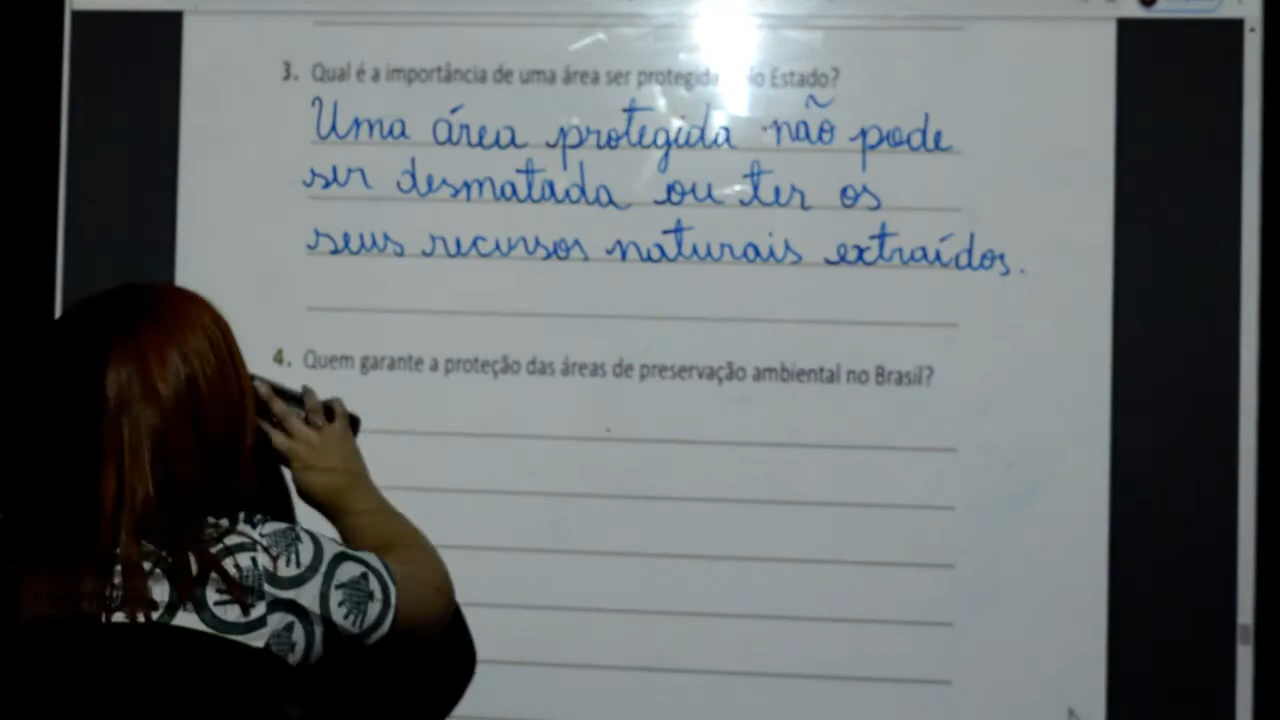 3. Qual é a importância de uma área ser protegida Estado?
Uma área protegida não pode
ser desmatada ou ter os
seus recursos naturais extraídos.
4. Quem garante a proteção das áreas de preservação ambiental no Brasil?